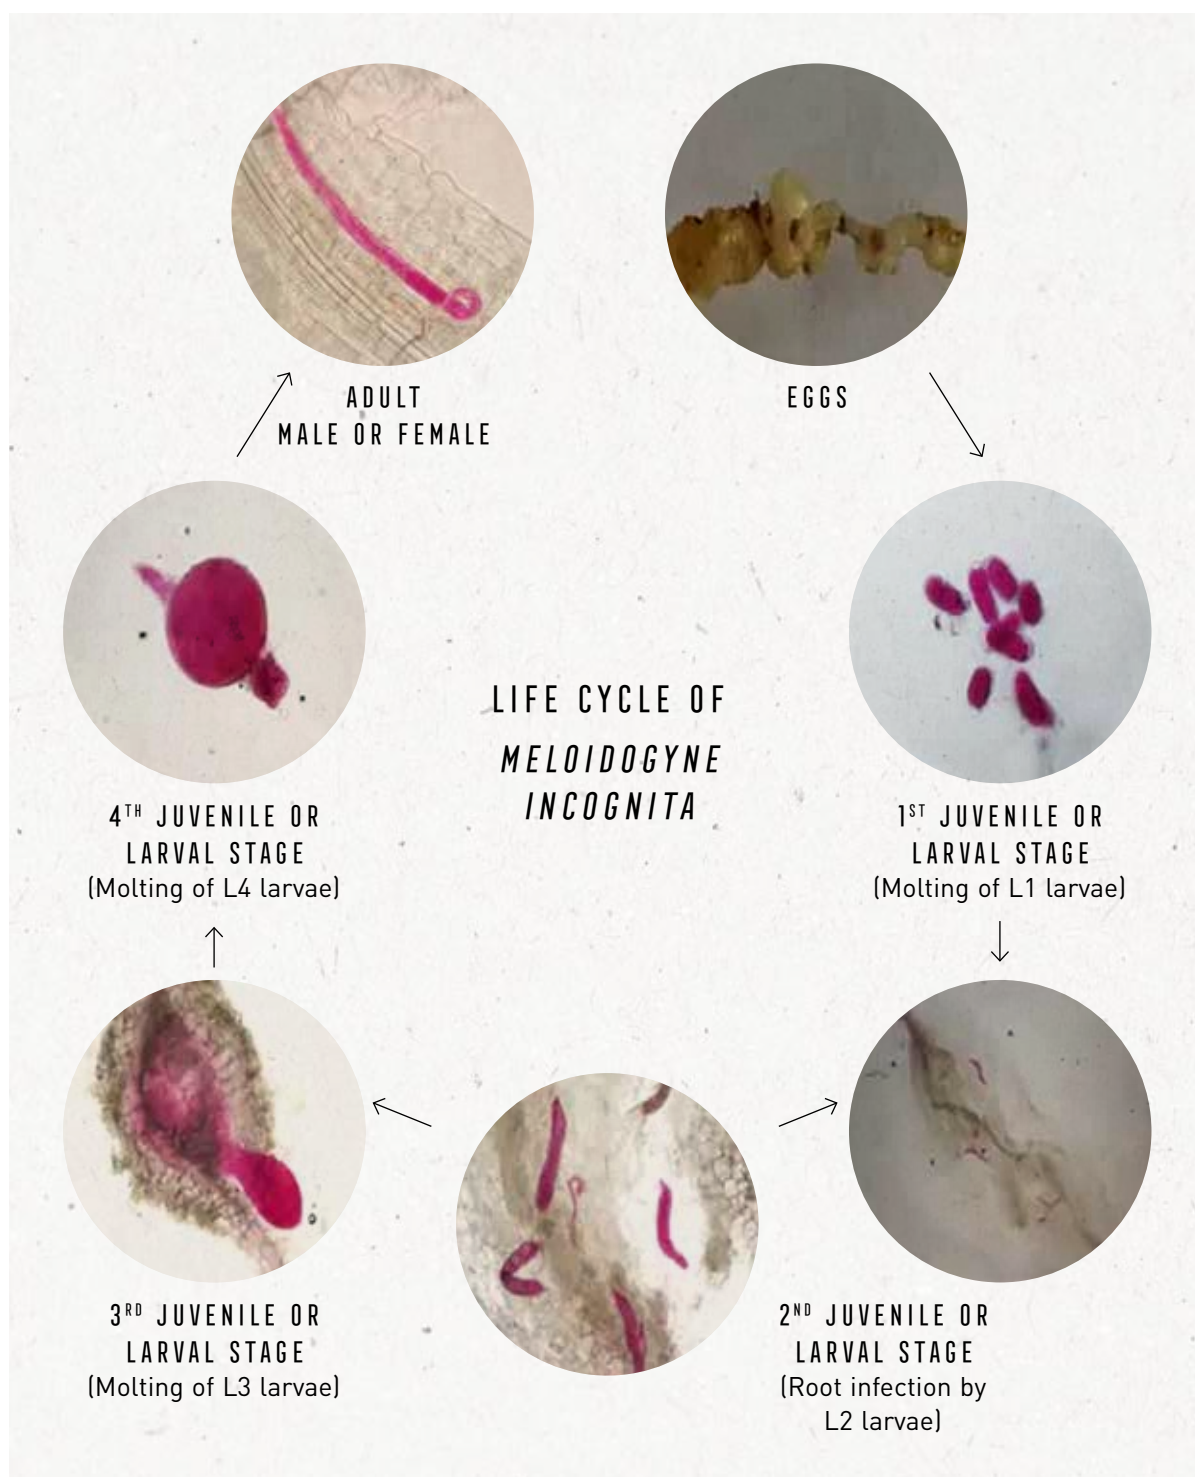 ADULT
MALE OR FEMALE
EGGS
4TH JUVENILE OR
LARVAL STAGE
(Molting of L4 larvae)
LIFE CYCLE OF
MELOIDOGYNE
INCOGNITA
1ST JUVENILE OR
LARVAL STAGE
(Molting of L1 larvae)
3RD JUVENILE OR
LARVAL STAGE
(Molting of L3 larvae)
2ND JUVENILE OR
LARVAL STAGE
(Root infection by
L2 larvae)